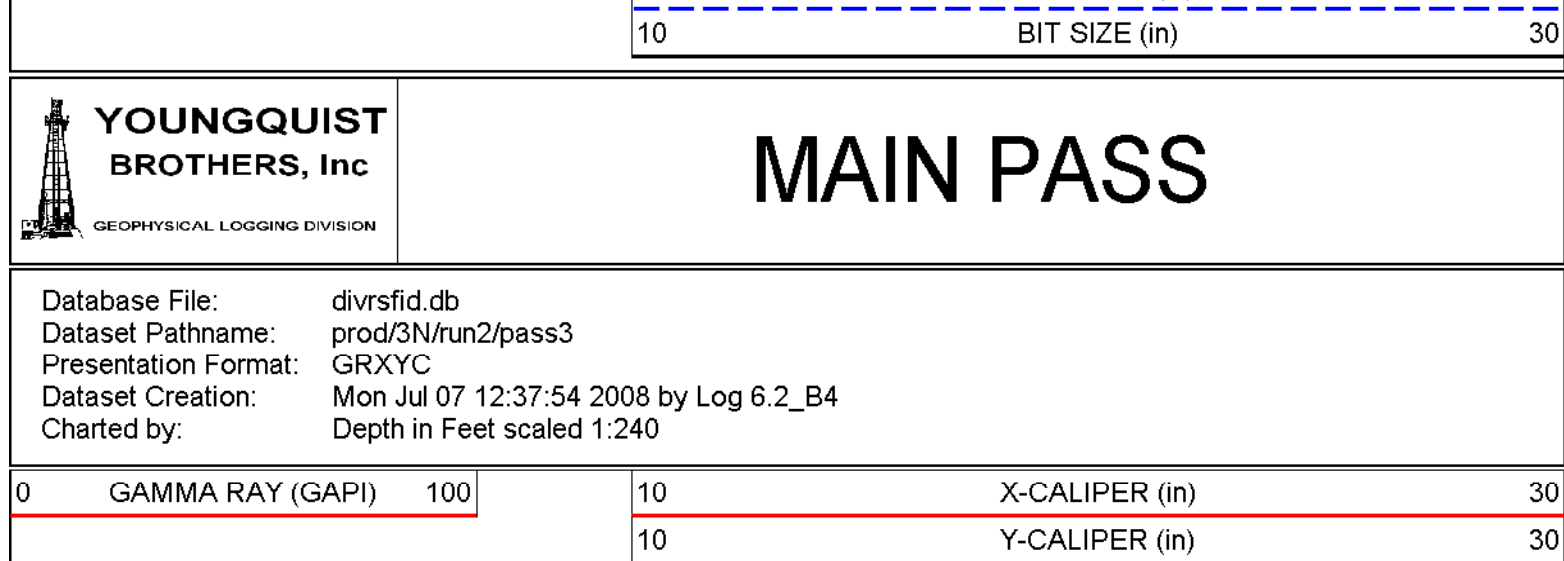 10 BIT SIZE (in) 30
YOUNGQUIST
BROTHERS, Inc
GEOPHYSICAL LOGGING DIVISION
MAIN PASS
Database File: divrsfid.db
Dataset Pathname: prod/3N/run2/pass3
Presentation Format: GRXYC
Dataset Creation: Mon Jul 07 12:37:54 2008 by Log 6.2_B4
Charted by: Depth in Feet scaled 1:240
0 GAMMA RAY (GAPI) 100 10 X-CALIPER (in) 30
10 Y-CALIPER (in) 30